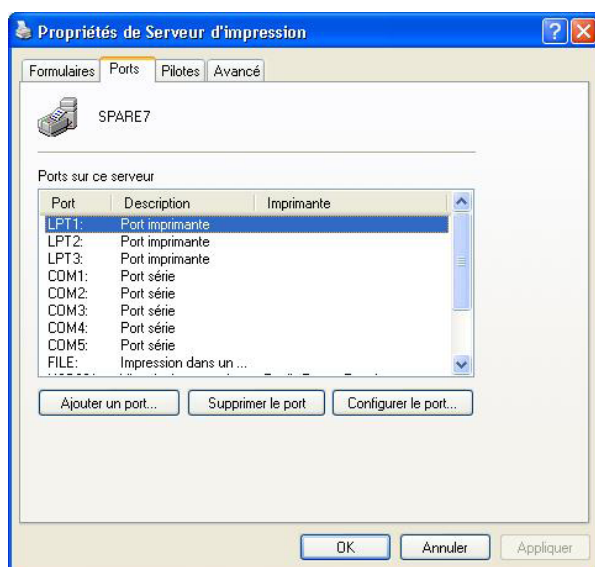 Propriétés de Serveur d'impression
Formulaires Ports Pilotes Avancé
SPARE7
Ports sur ce serveur
Port Description Imprimante
LPT1: Port imprimante
LPT2: Port imprimante
LPT3: Port imprimante
COM1: Port série
COM2: Port série
COM3: Port série
COM4: Port série
COM5: Port série
FILE: Impression dans un ...
Ajouter un port... Supprimer le port Configurer le port...
OK Annuler Appliquer